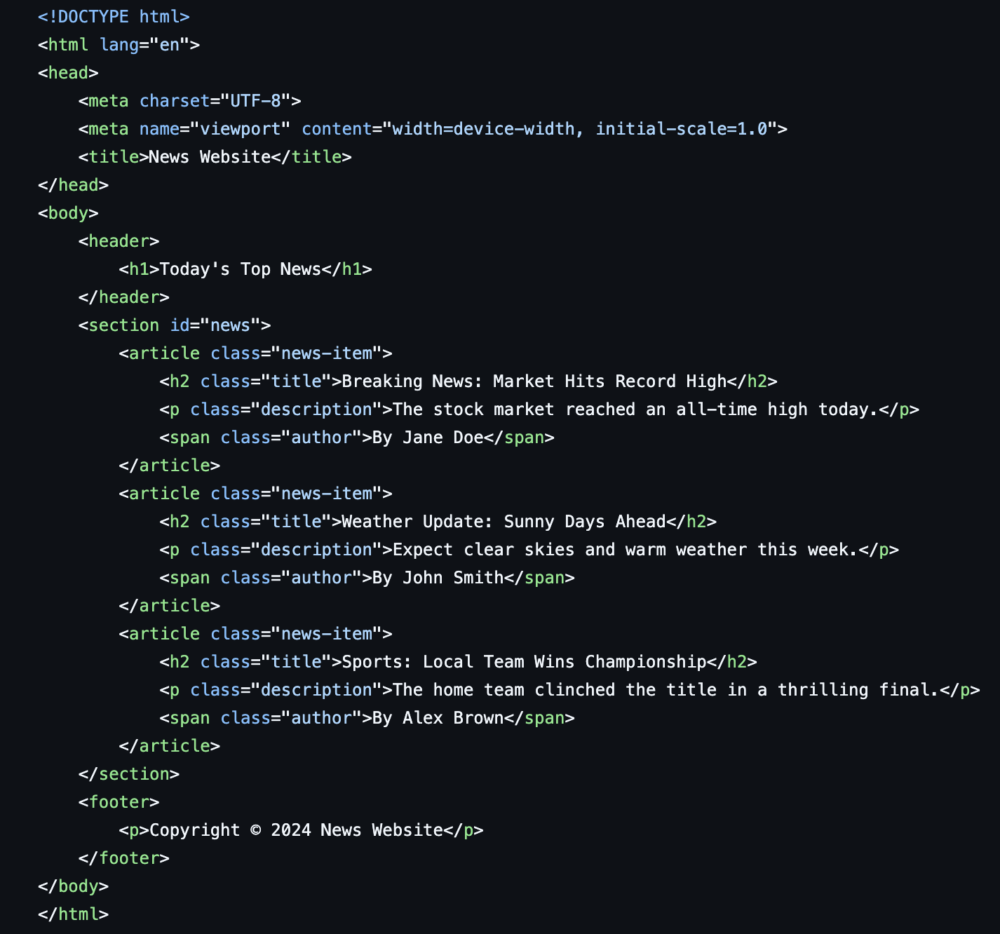 <!DOCTYPE html>
<html lang="en">
<head>
    <meta charset="UTF-8">
    <meta name="viewport" content="width=device-width, initial-scale=1.0">
    <title>News Website</title>
</head>
<body>
    <header>
        <h1>Today's Top News</h1>
    </header>
    <section id="news">
        <article class="news-item">
            <h2 class="title">Breaking News: Market Hits Record High</h2>
            <p class="description">The stock market reached an all-time high today.</p>
            <span class="author">By Jane Doe</span>
        </article>
        <article class="news-item">
            <h2 class="title">Weather Update: Sunny Days Ahead</h2>
            <p class="description">Expect clear skies and warm weather this week.</p>
            <span class="author">By John Smith</span>
        </article>
        <article class="news-item">
            <h2 class="title">Sports: Local Team Wins Championship</h2>
            <p class="description">The home team clinched the title in a thrilling final.</p>
            <span class="author">By Alex Brown</span>
        </article>
    </section>
    <footer>
        <p>Copyright © 2024 News Website</p>
    </footer>
</body>
</html>